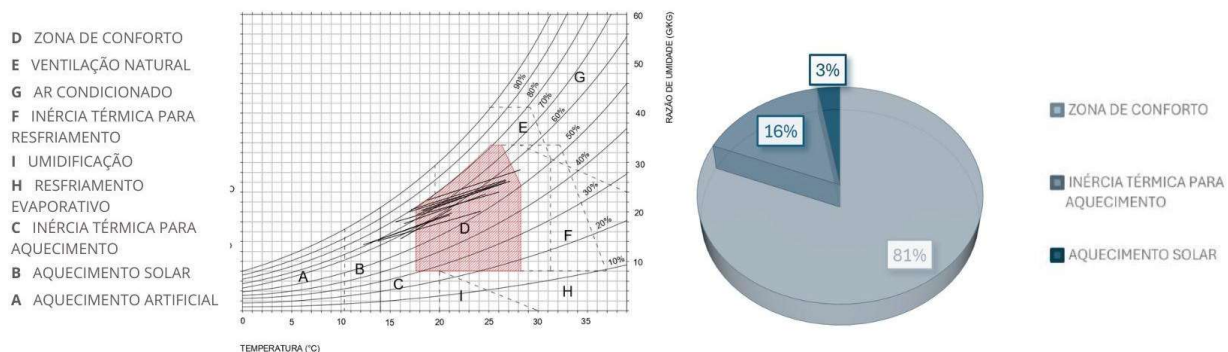 D ZONA DE CONFORTO
E VENTILAÇÃO NATURAL
G AR CONDICIONADO
F INÉRCIA TÉRMICA PARA
RESFRIAMENTO
I UMIDIFICAÇÃO
H RESFRIAMENTO
EVAPORATIVO
C INÉRCIA TÉRMICA PARA
AQUECIMENTO
B AQUECIMENTO SOLAR
A AQUECIMENTO ARTIFICIAL
60
50
40
30
20
10
RAZÃO DE UMIDADE (G/KG)
90%
80%
70%
60%
50%
40%
30%
20%
10%
G
E
D
F
A
B
C
I
H
0 5 10 15 20 25 30 35
TEMPERATURA (°C)
3%
16%
81%
ZONA DE CONFORTO
INÉRCIA TÉRMICA PARA
AQUECIMENTO
AQUECIMENTO SOLAR